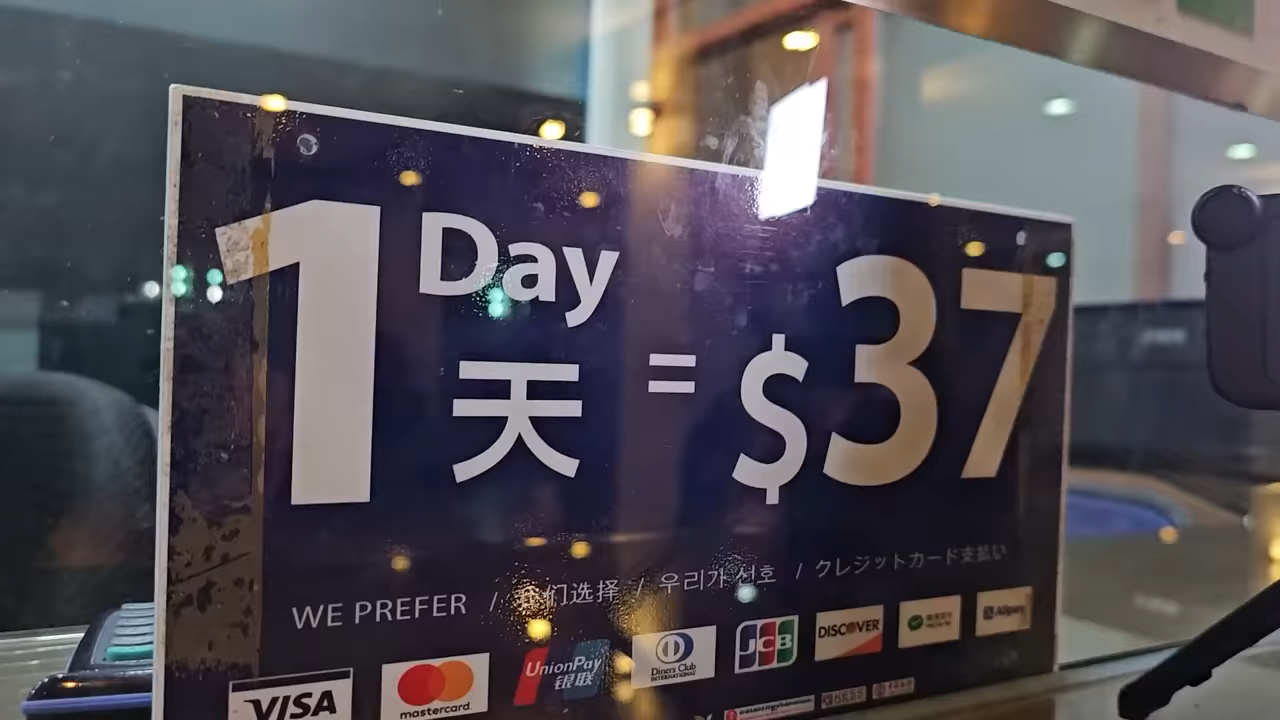 1 Day
天 = $37
WE PREFER / 我们选择 / 우리가 선호 / クレジットカード支払い
VISA mastercard. UnionPay 银联 Diners Club INTERNATIONAL JCB DISCOVER Alipay